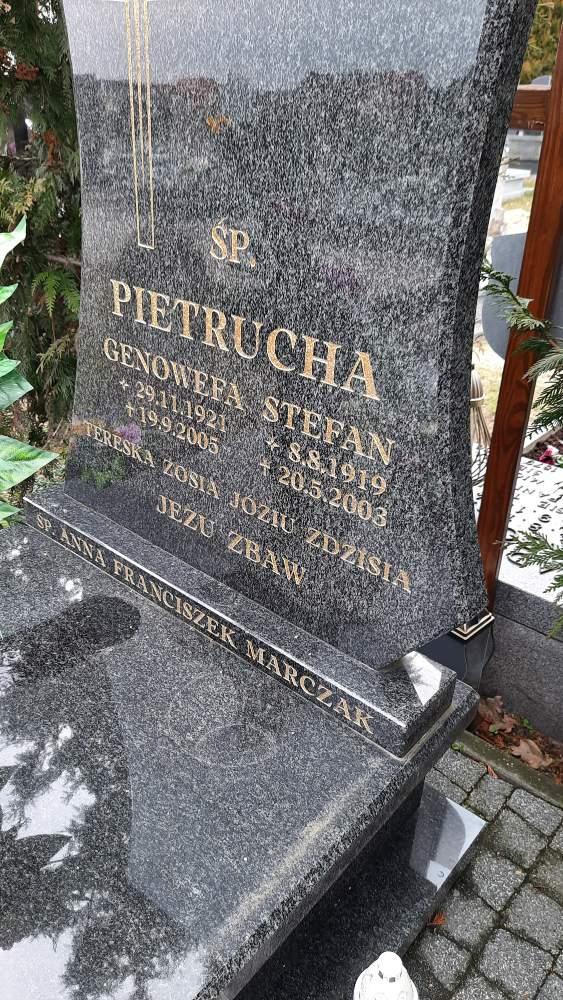 ŚP.
PIETRUCHA
GENOWEFA STEFAN
* 29.11.1921 * 8.8.1919
+ 19.9.2005 + 20.5.2003
TERESKA ZOSIA JÓZIU ZDZISIA
JEZU ZBAW
ŚP. ANNA FRANCISZEK MARCZAK